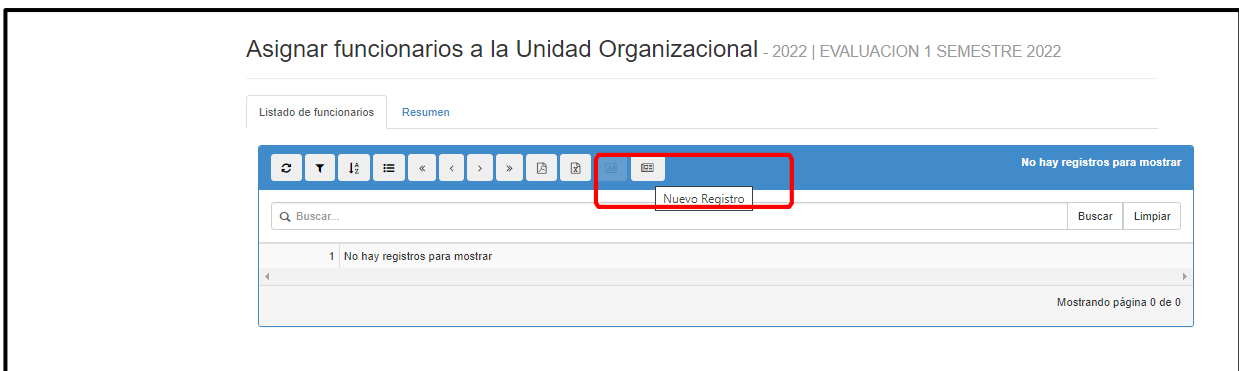 Asignar funcionarios a la Unidad Organizacional - 2022 | EVALUACION 1 SEMESTRE 2022
Listado de funcionarios Resumen
No hay registros para mostrar
Nuevo Registro
Buscar... Buscar Limpiar
1 No hay registros para mostrar
Mostrando página 0 de 0